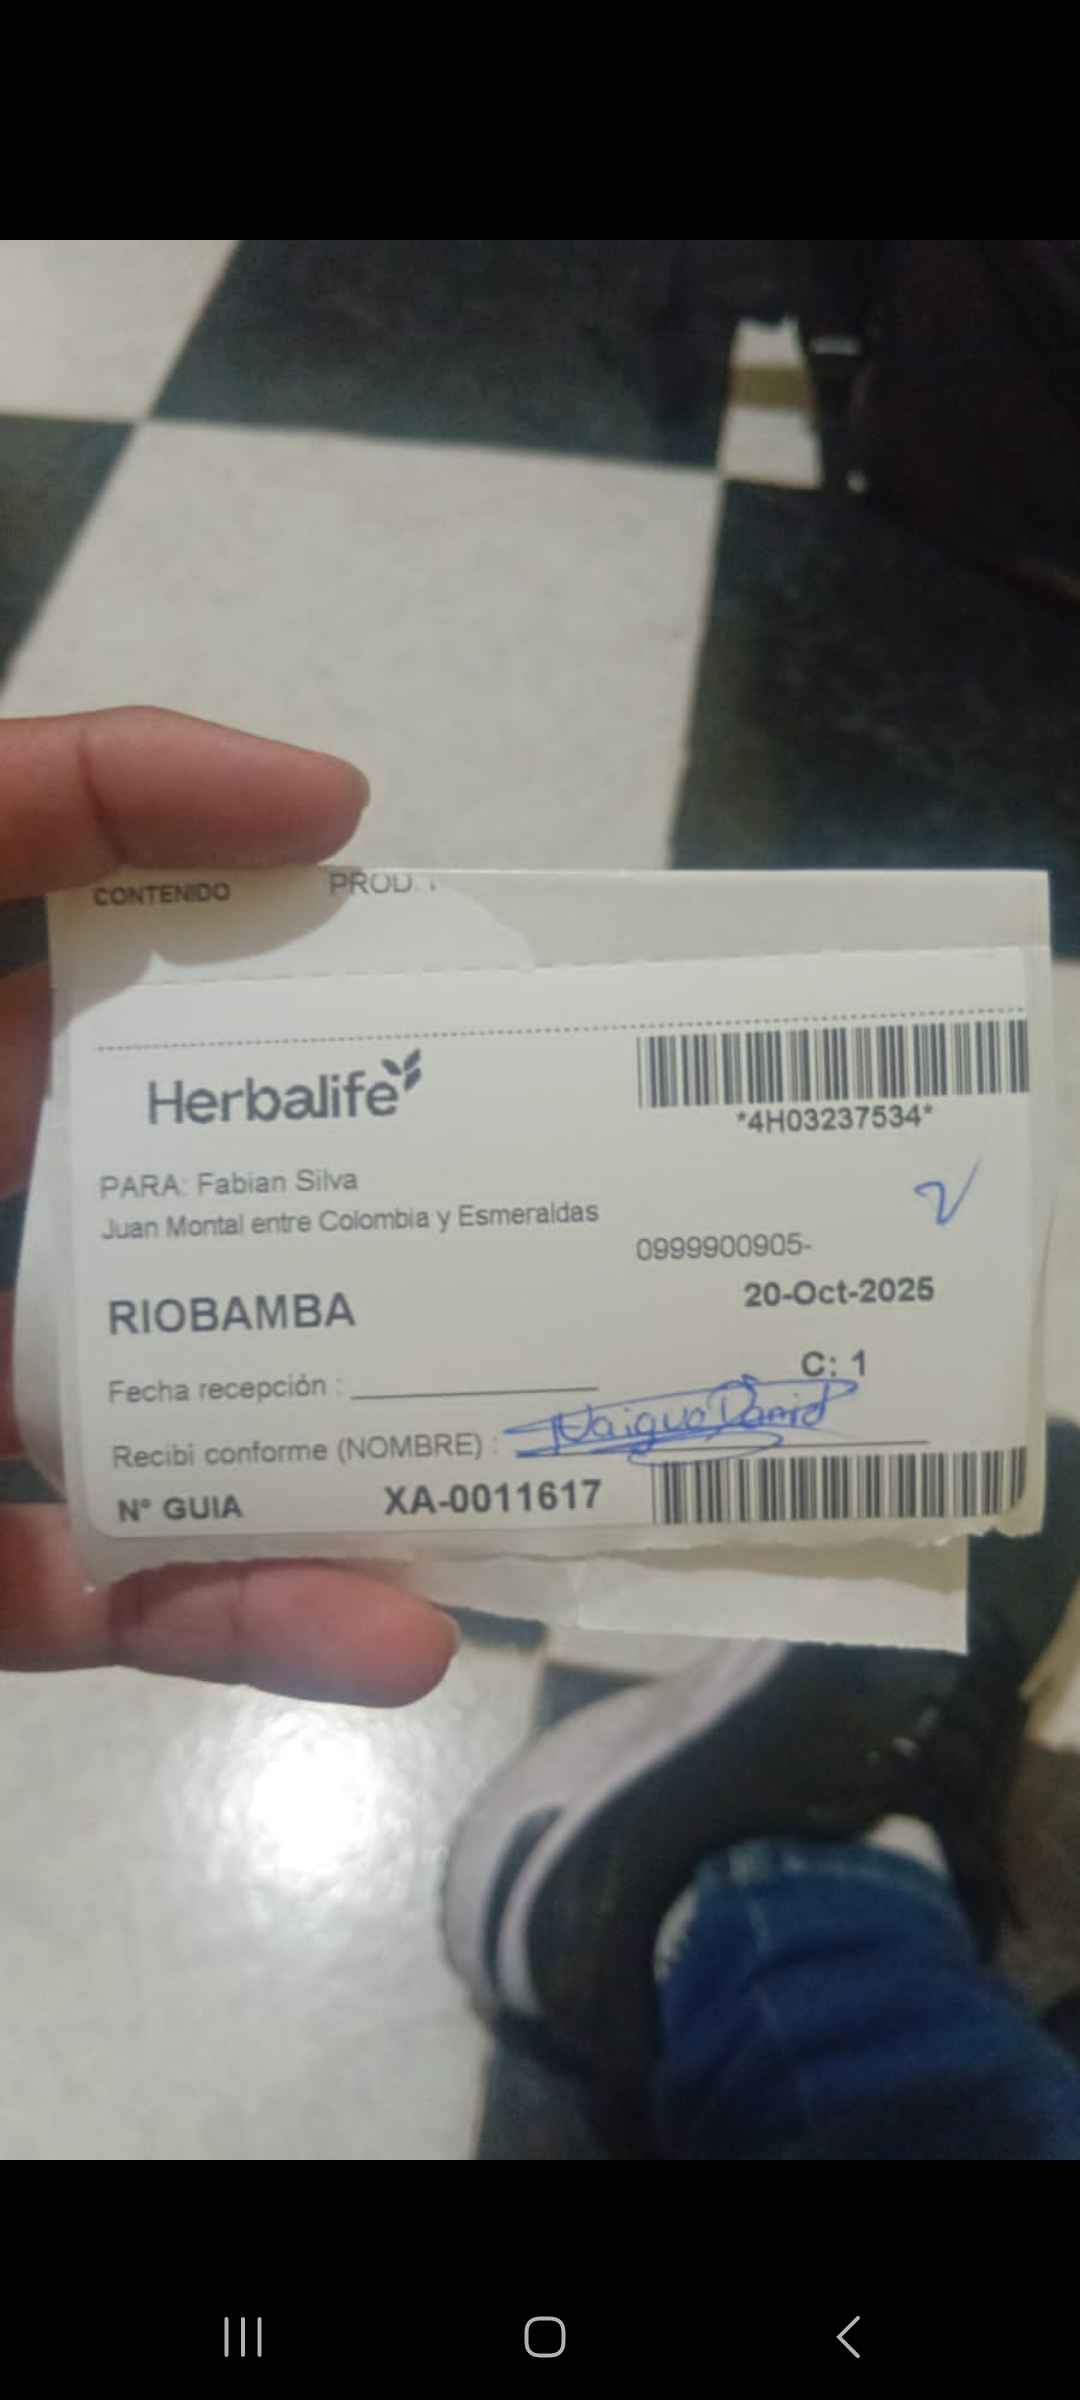 CONTENIDO PROD.
Herbalife
*4H03237534*
PARA: Fabian Silva
Juan Montal entre Colombia y Esmeraldas
0999900905-
RIOBAMBA
20-Oct-2025
C: 1
Fecha recepción :
Recibi conforme (NOMBRE) :
N° GUIA XA-0011617